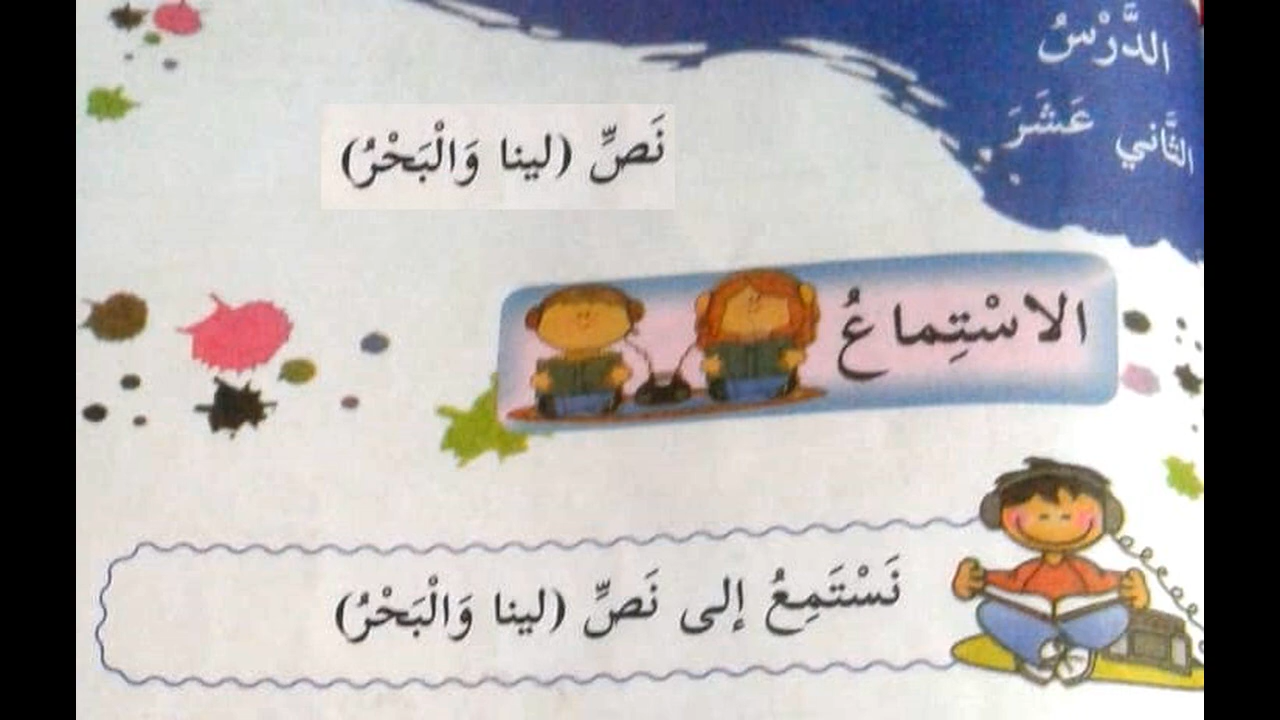 الدَّرْسُ
الثَّاني عَشَرَ
نَصِّ (لينا وَالْبَحْرُ)
الاسْتِماعُ
نَسْتَمِعُ إلى نَصِّ (لينا وَالْبَحْرُ)